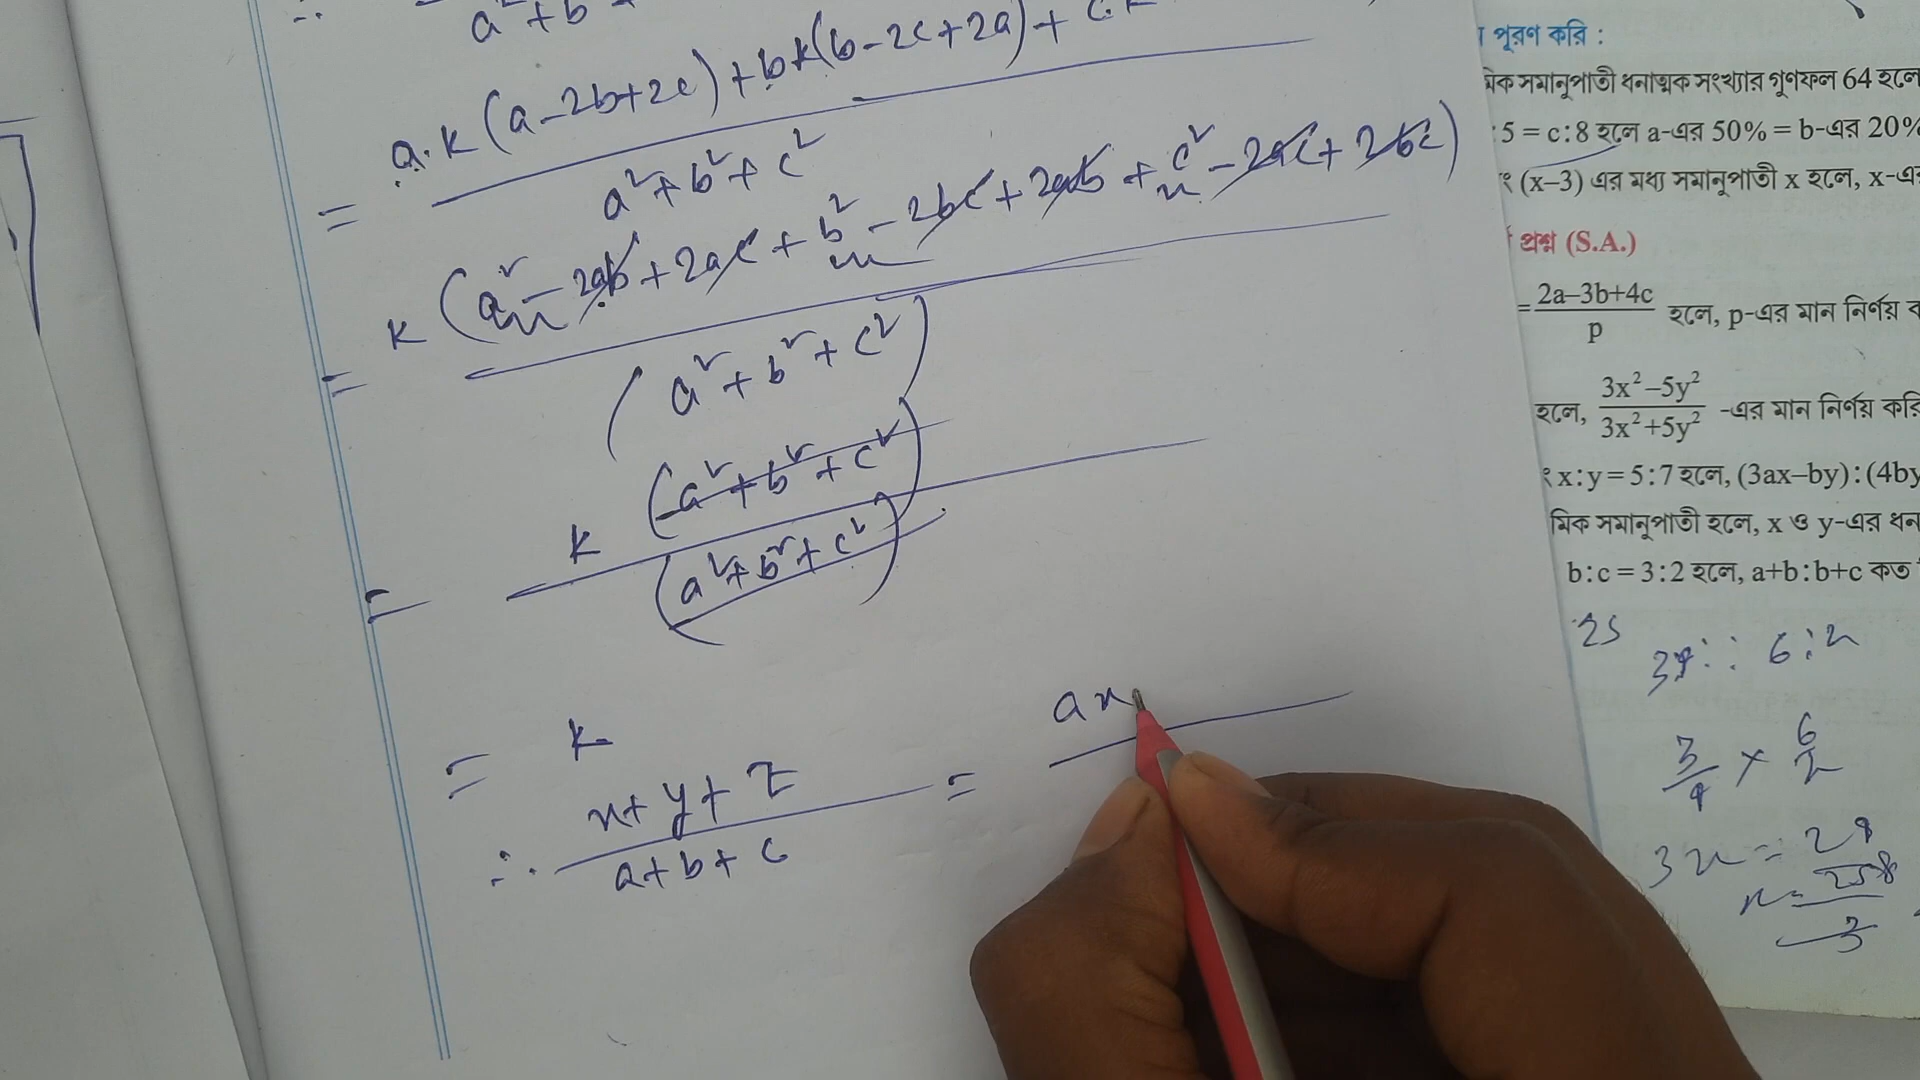 ∴
a² + b
a.k(a-2b+2c)+bk(b-2c+2a)+c.k
=
a²+b²+c²
k(a²-2ab+2ac+b²-2bc+2ab+c²-2ac+2bc)
=
(a²+b²+c²)
k (a²+b²+c²)
=
(a²+b²+c²)
= k
∴ x+y+z = ax
a+b+c
পূরণ করি :
সমানুপাতী ধনাত্মক সংখ্যার গুণফল 64 হলে
:5 = c:8 হলে a-এর 50% = b-এর 20%
(x–3) এর মধ্য সমানুপাতী x হলে, x-এর
প্রশ্ন (S.A.)
= 2a–3b+4c / p হলে, p-এর মান নির্ণয়
হলে, 3x²–5y² / 3x²+5y² -এর মান নির্ণয় করি
x:y = 5:7 হলে, (3ax–by):(4by
সমানুপাতী হলে, x ও y-এর
b:c = 3:2 হলে, a+b:b+c কত
25
6:x
3/4 × 6/x
3x =